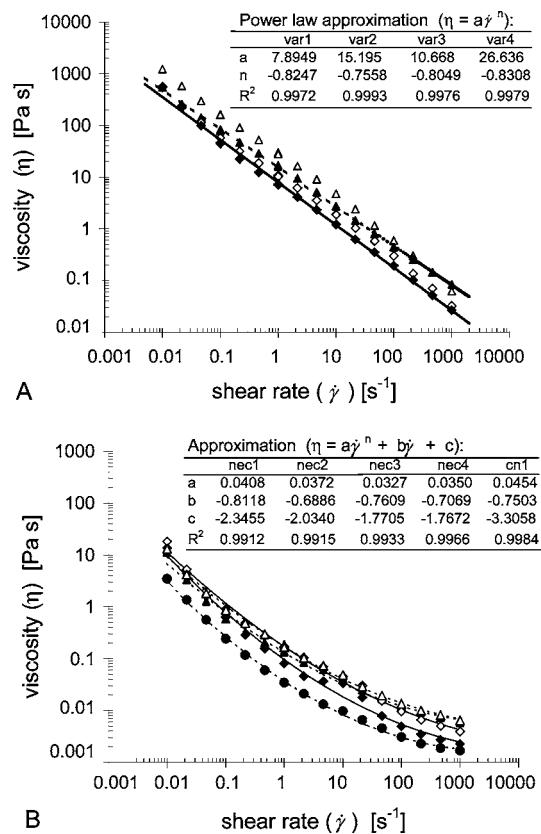 Power law approximation (η = aγ̇ ⁿ):
var1 var2 var3 var4
a 7.8949 15.195 10.668 26.636
n -0.8247 -0.7558 -0.8049 -0.8308
R² 0.9972 0.9993 0.9976 0.9979
10000
1000
100
10
1
0.1
0.01
viscosity (η) [Pa s]
0.001 0.01 0.1 1 10 100 1000 10000
shear rate (γ̇) [s⁻¹]
A
Approximation (η = aγ̇ ⁿ + bγ̇ + c):
nec1 nec2 nec3 nec4 cn1
a 0.0408 0.0372 0.0327 0.0350 0.0454
b -0.8118 -0.6886 -0.7609 -0.7069 -0.7503
c -2.3455 -2.0340 -1.7705 -1.7672 -3.3058
R² 0.9912 0.9915 0.9933 0.9966 0.9984
100
10
1
0.1
0.01
0.001
viscosity (η) [Pa s]
0.001 0.01 0.1 1 10 100 1000 10000
shear rate (γ̇) [s⁻¹]
B